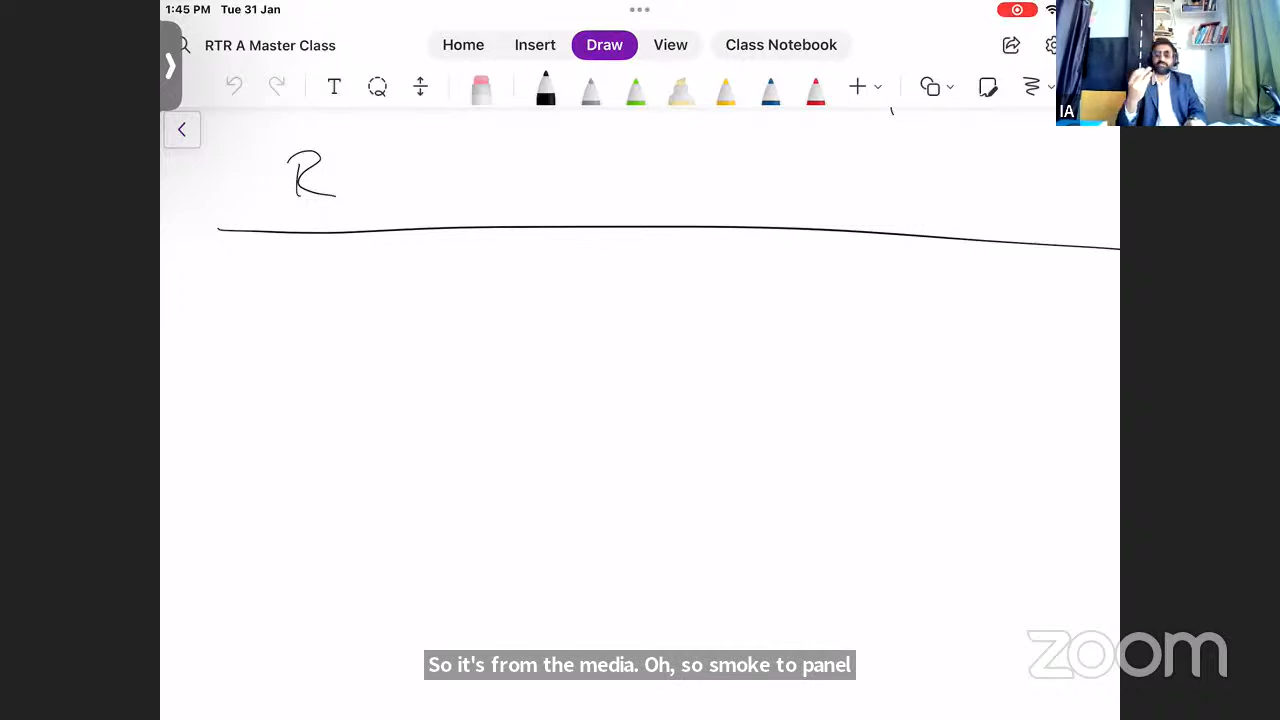 1:45 PM Tue 31 Jan
RTR A Master Class
Home Insert Draw View Class Notebook
T
IA
R
So it's from the media. Oh, so smoke to panel
zoom